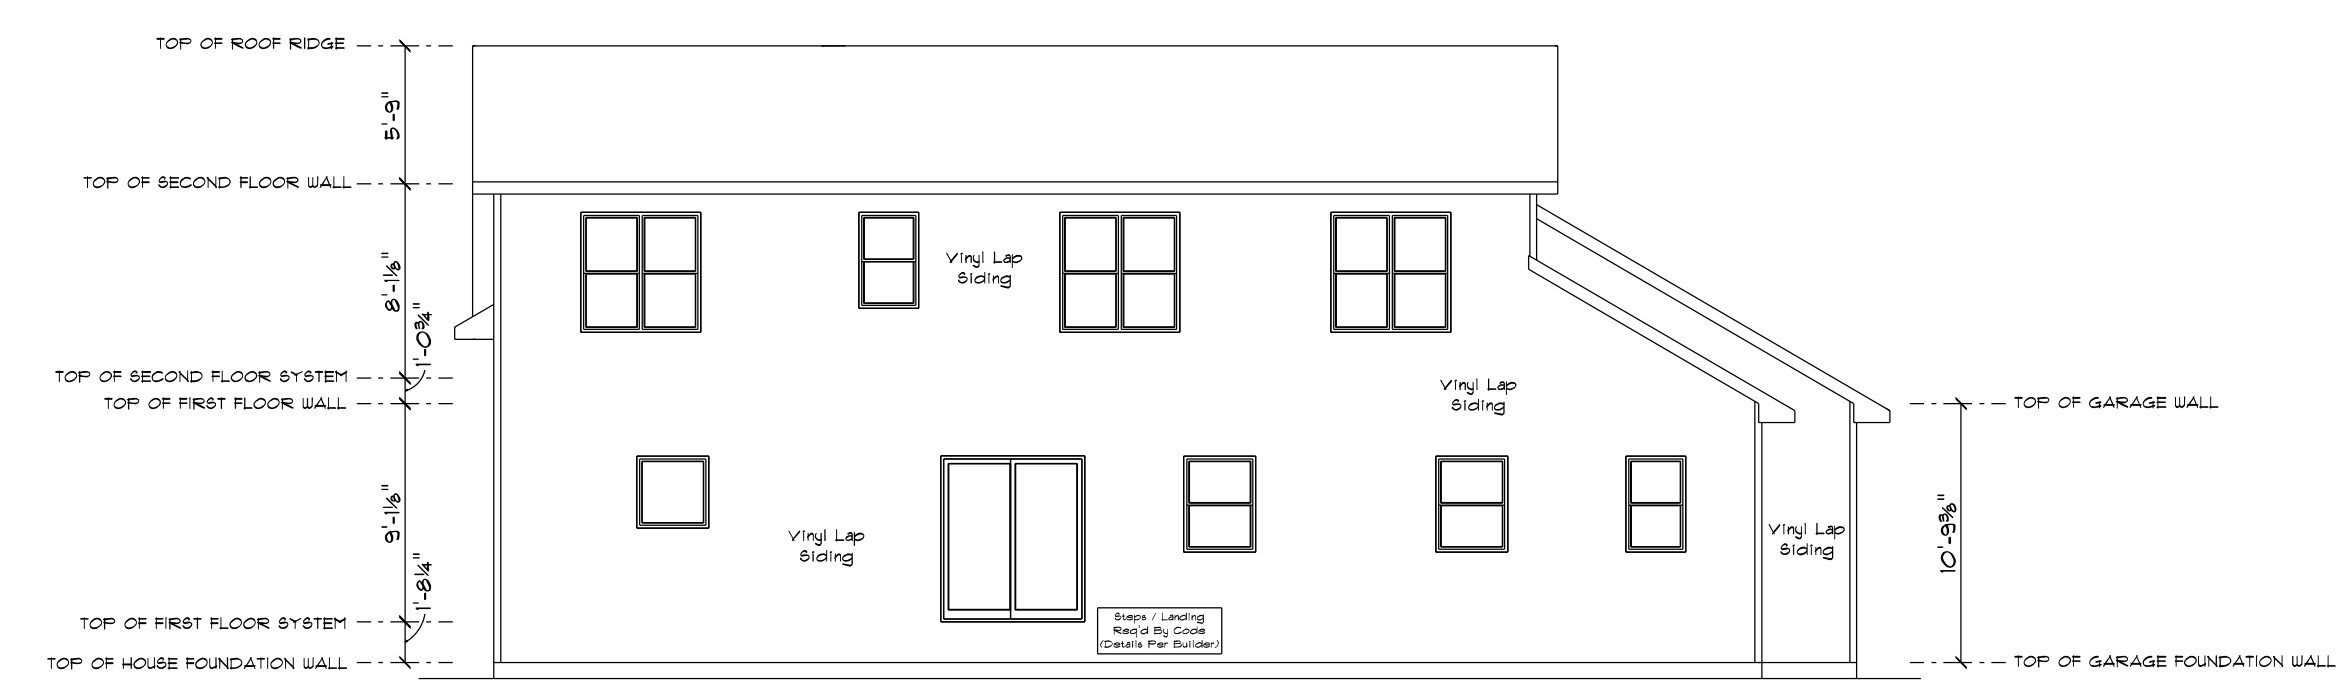 TOP OF ROOF RIDGE
5'-9"
TOP OF SECOND FLOOR WALL
8'-1⅛"
Vinyl Lap
Siding
1'-0¾"
TOP OF SECOND FLOOR SYSTEM
Vinyl Lap
Siding
TOP OF FIRST FLOOR WALL
TOP OF GARAGE WALL
9'-1⅛"
10'-9⅜"
Vinyl Lap
Siding
Vinyl Lap
Siding
1'-8¼"
Steps / Landing
Req'd By Code
(Details Per Builder)
TOP OF FIRST FLOOR SYSTEM
TOP OF HOUSE FOUNDATION WALL
TOP OF GARAGE FOUNDATION WALL